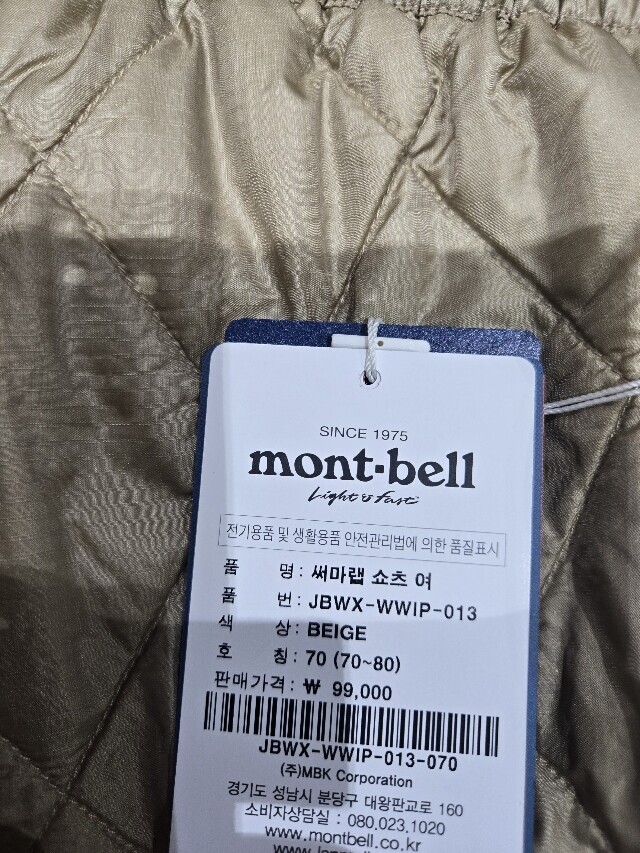 SINCE 1975
mont-bell
Light & Fast
전기용품 및 생활용품 안전관리법에 의한 품질표시
품 명 : 써마랩 쇼츠 여
품 번 : JBWX-WWIP-013
색 상 : BEIGE
호 칭 : 70 (70~80)
판매가격 : ₩ 99,000
JBWX-WWIP-013-070
(주)MBK Corporation
경기도 성남시 분당구 대왕판교로 160
소비자상담실 : 080.023.1020
www.montbell.co.kr